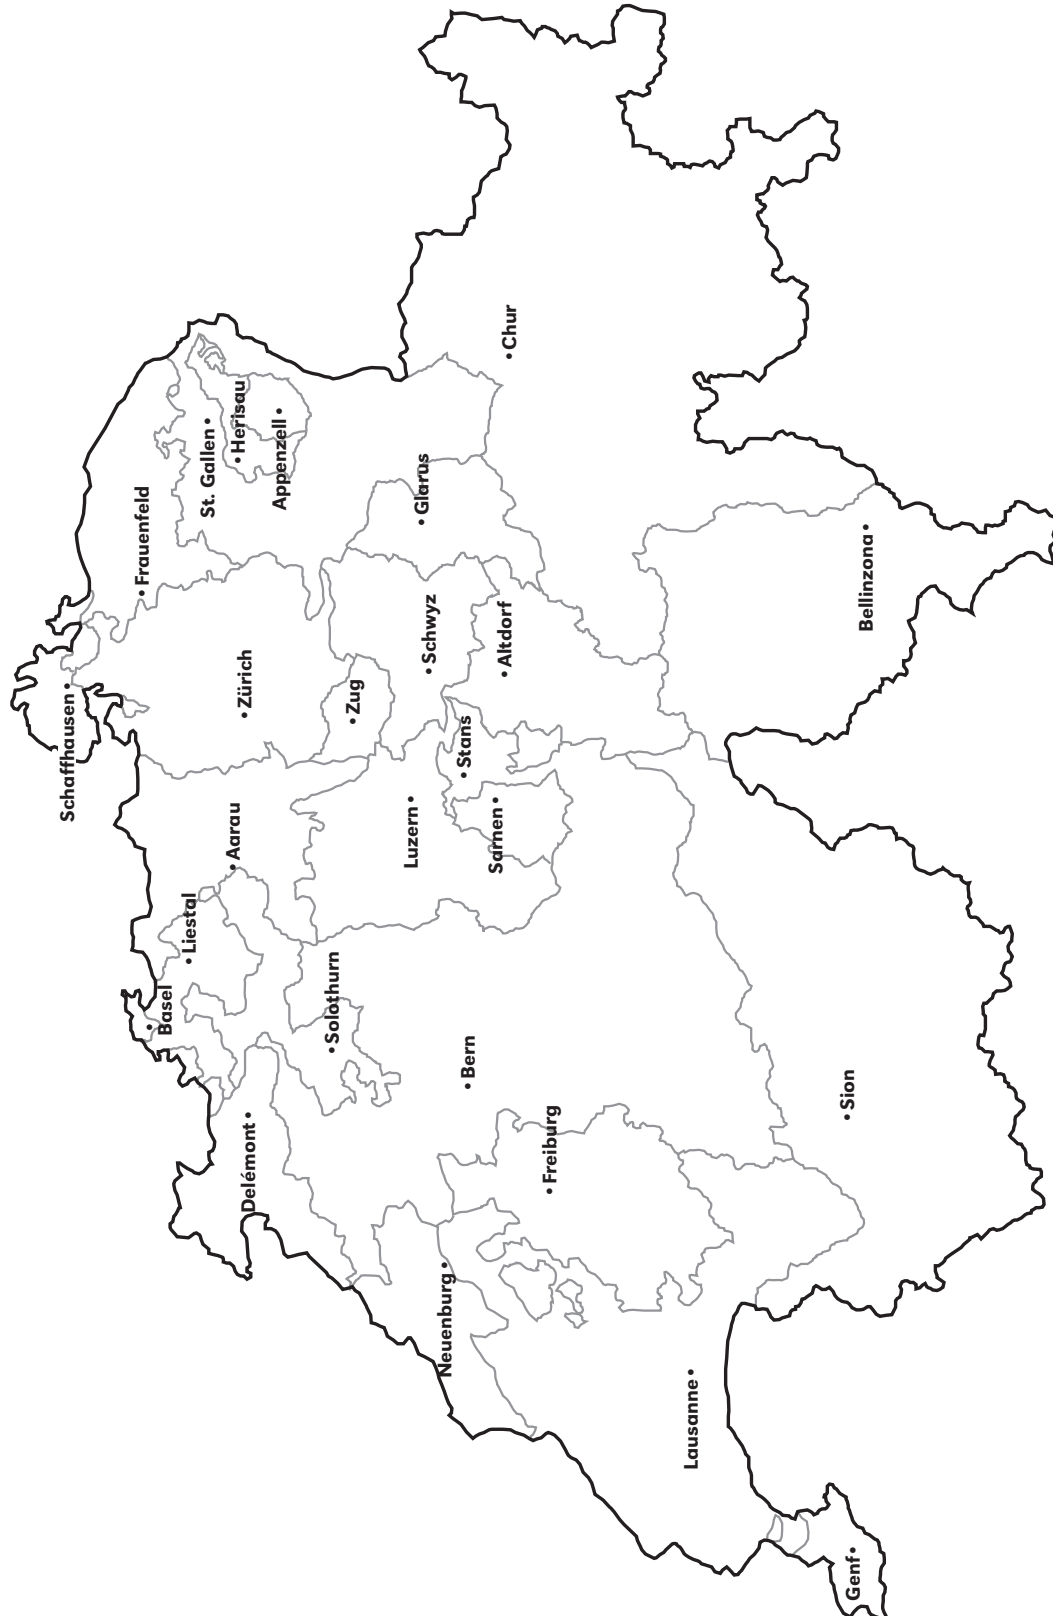 Schaffhausen
Frauenfeld
St. Gallen
Herisau
Appenzell
Basel
Liestal
Aarau
Zürich
Delémont
Solothurn
Zug
Glarus
Luzern
Schwyz
Chur
Neuenburg
Bern
Stans
Sarnen
Altdorf
Freiburg
Lausanne
Sion
Bellinzona
Genf